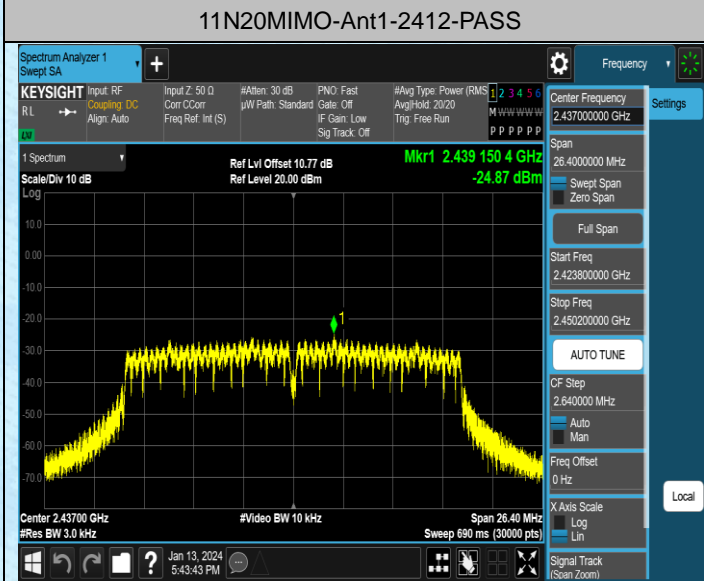 11N20MIMO-Ant1-2412-PASS
Spectrum Analyzer 1
Swept SA
+
Frequency
KEYSIGHT Input: RF Input Z: 50 Ω #Atten: 30 dB PNO: Fast #Avg Type: Power (RMS 1 2 3 4 5 6
RL Coupling: DC Corr CCorr µW Path: Standard Gate: Off Avg|Hold: 20/20 M W W W W W
Align: Auto Freq Ref: Int (S) IF Gain: Low Trig: Free Run
Sig Track: Off P P P P P P
LXI
1 Spectrum
Ref Lvl Offset 10.77 dB Mkr1 2.439 150 4 GHz
Scale/Div 10 dB Ref Level 20.00 dBm -24.87 dBm
Log
10.0
0.00
-10.0
-20.0
1
-30.0
-40.0
-50.0
-60.0
-70.0
Center 2.43700 GHz #Video BW 10 kHz Span 26.40 MHz
#Res BW 3.0 kHz Sweep 690 ms (30000 pts)
Jan 13, 2024
5:43:43 PM
?
Center Frequency
2.437000000 GHz
Settings
Span
26.4000000 MHz
Swept Span
Zero Span
Full Span
Start Freq
2.423800000 GHz
Stop Freq
2.450200000 GHz
AUTO TUNE
CF Step
2.640000 MHz
Auto
Man
Freq Offset
0 Hz
X Axis Scale
Log
Lin
Local
Signal Track
(Span Zoom)